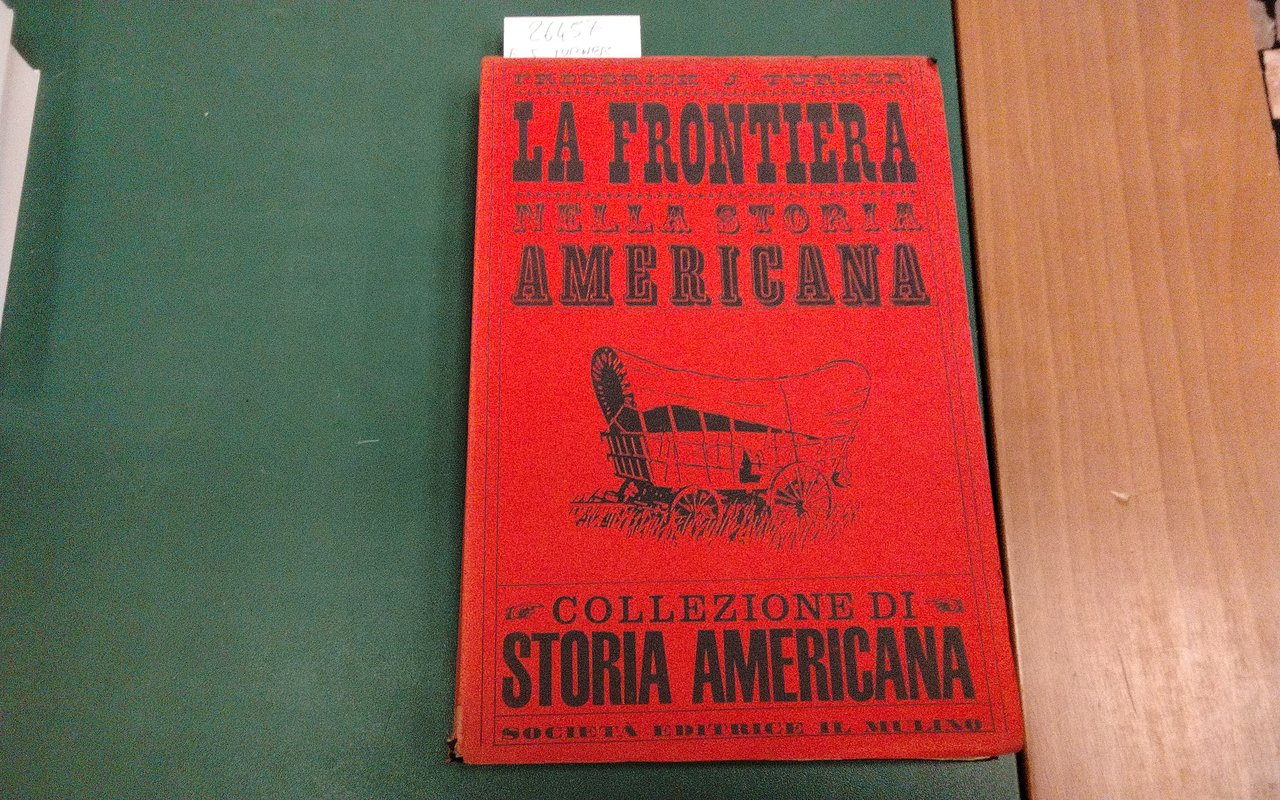 26457
FREDERICK J. TURNER
LA FRONTIERA
NELLA STORIA
AMERICANA
COLLEZIONE DI
STORIA AMERICANA
SOCIETÀ EDITRICE IL MULINO